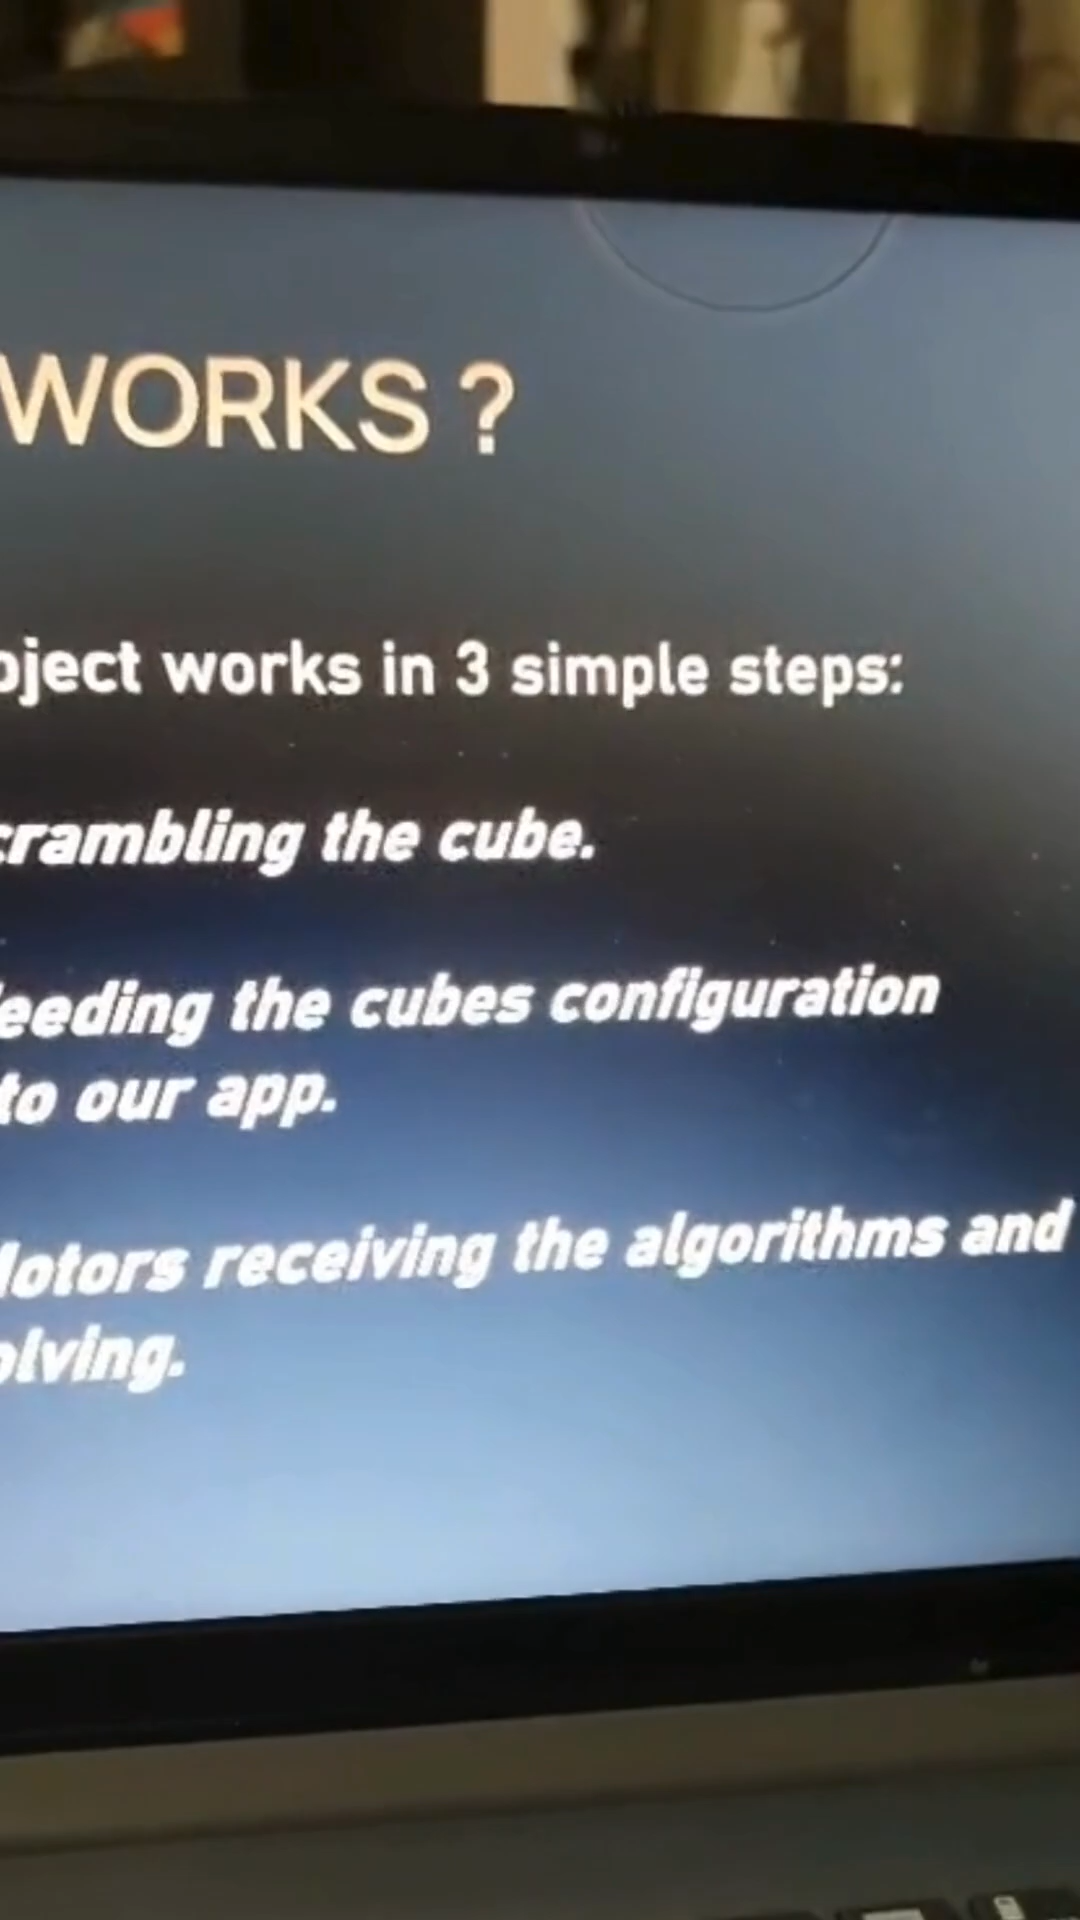 WORKS ?
oject works in 3 simple steps:
crambling the cube.
eeding the cubes configuration
to our app.
otors receiving the algorithms and
olving.